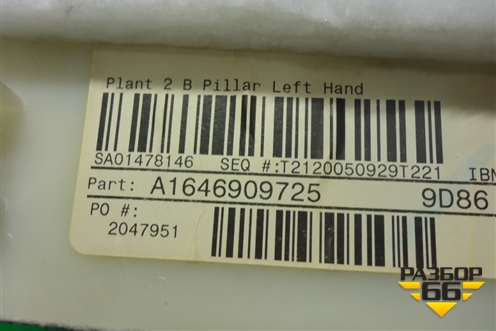 Plant 2 B Pillar Left Hand
SA01478146 SEQ #:T2120050929T221 IBN
Part: A1646909725 9D86
PO #:
2047951
РАЗБОР
66